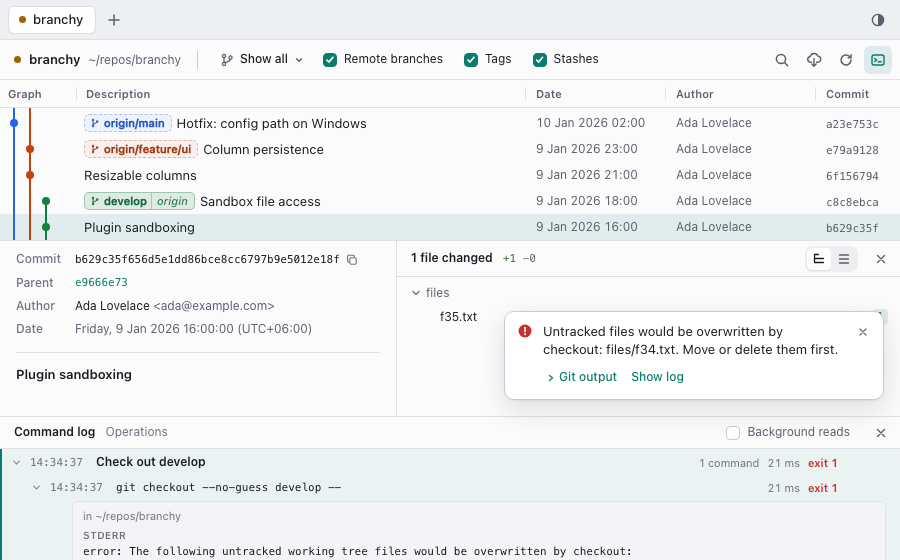 branchy
branchy ~/repos/branchy Show all Remote branches Tags Stashes
Graph Description Date Author Commit
origin/main Hotfix: config path on Windows 10 Jan 2026 02:00 Ada Lovelace a23e753c
origin/feature/ui Column persistence 9 Jan 2026 23:00 Ada Lovelace e79a9128
Resizable columns 9 Jan 2026 21:00 Ada Lovelace 6f156794
develop origin Sandbox file access 9 Jan 2026 18:00 Ada Lovelace c8c8ebca
Plugin sandboxing 9 Jan 2026 16:00 Ada Lovelace b629c35f
Commit b629c35f656d5e1dd86bce8cc6797b9e5012e18f
Parent e9666e73
Author Ada Lovelace <ada@example.com>
Date Friday, 9 Jan 2026 16:00:00 (UTC+06:00)
Plugin sandboxing
1 file changed +1 −0
files
f35.txt
Untracked files would be overwritten by
checkout: files/f34.txt. Move or delete them first.
Git output Show log
Command log Operations Background reads
14:34:37 Check out develop 1 command 21 ms exit 1
14:34:37 git checkout --no-guess develop -- 21 ms exit 1
in ~/repos/branchy
STDERR
error: The following untracked working tree files would be overwritten by checkout: